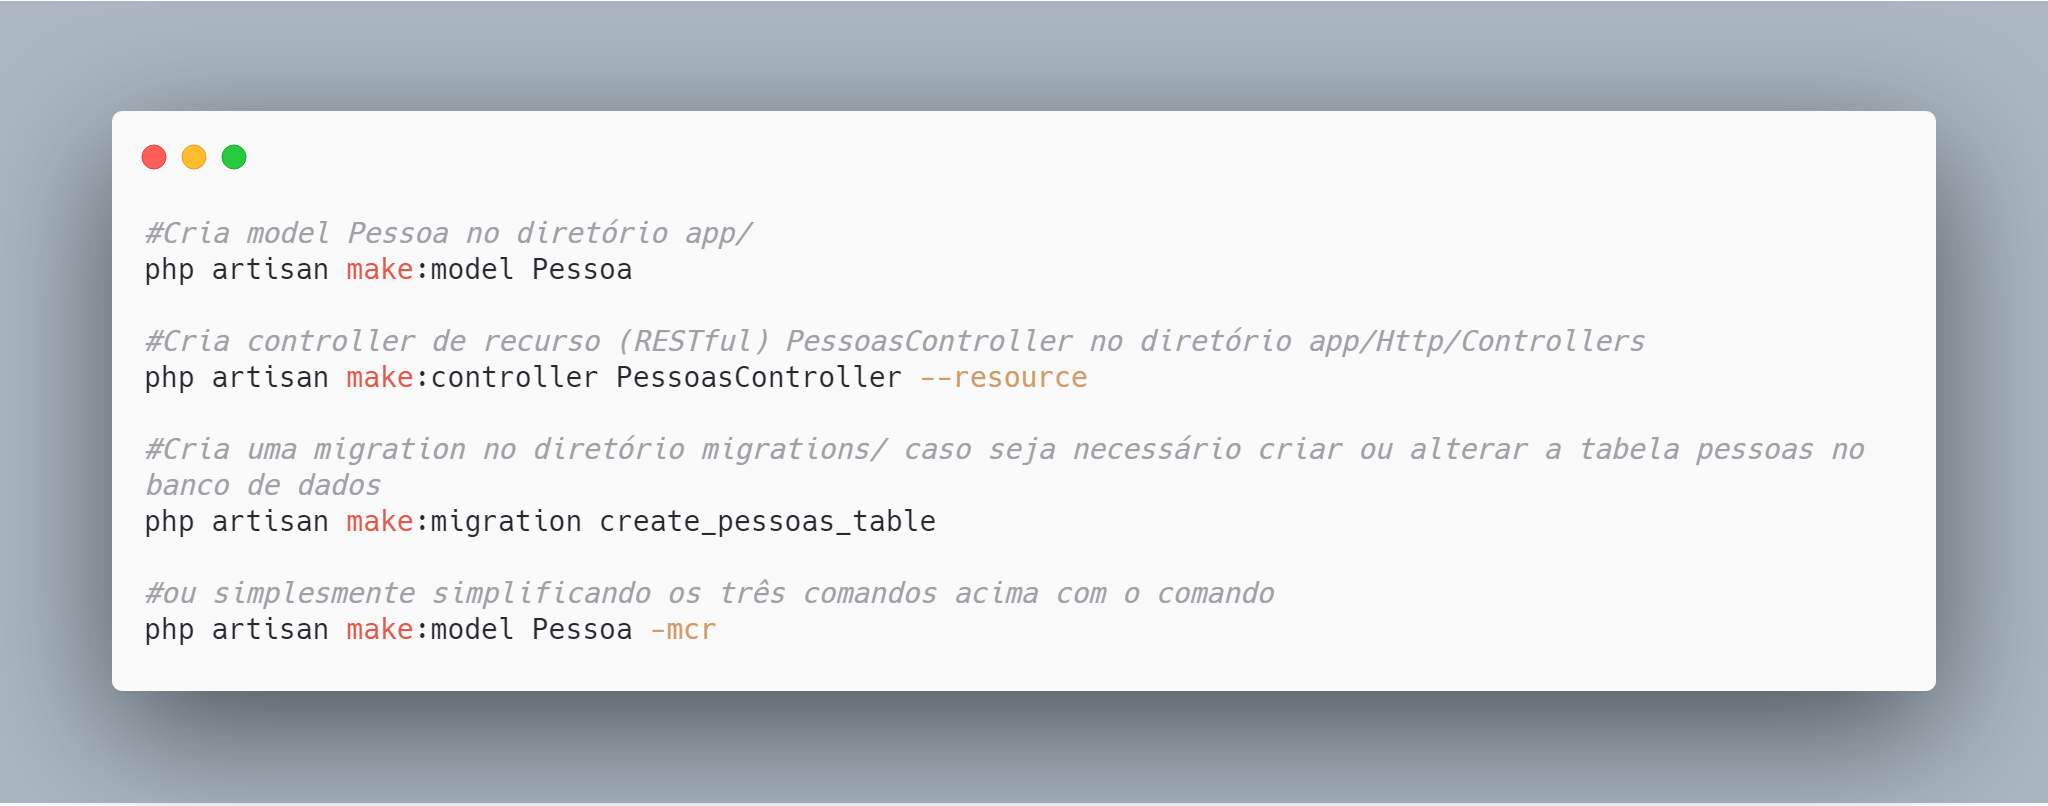 #Cria model Pessoa no diretório app/
php artisan make:model Pessoa
#Cria controller de recurso (RESTful) PessoasController no diretório app/Http/Controllers
php artisan make:controller PessoasController --resource
#Cria uma migration no diretório migrations/ caso seja necessário criar ou alterar a tabela pessoas no
banco de dados
php artisan make:migration create_pessoas_table
#ou simplesmente simplificando os três comandos acima com o comando
php artisan make:model Pessoa -mcr